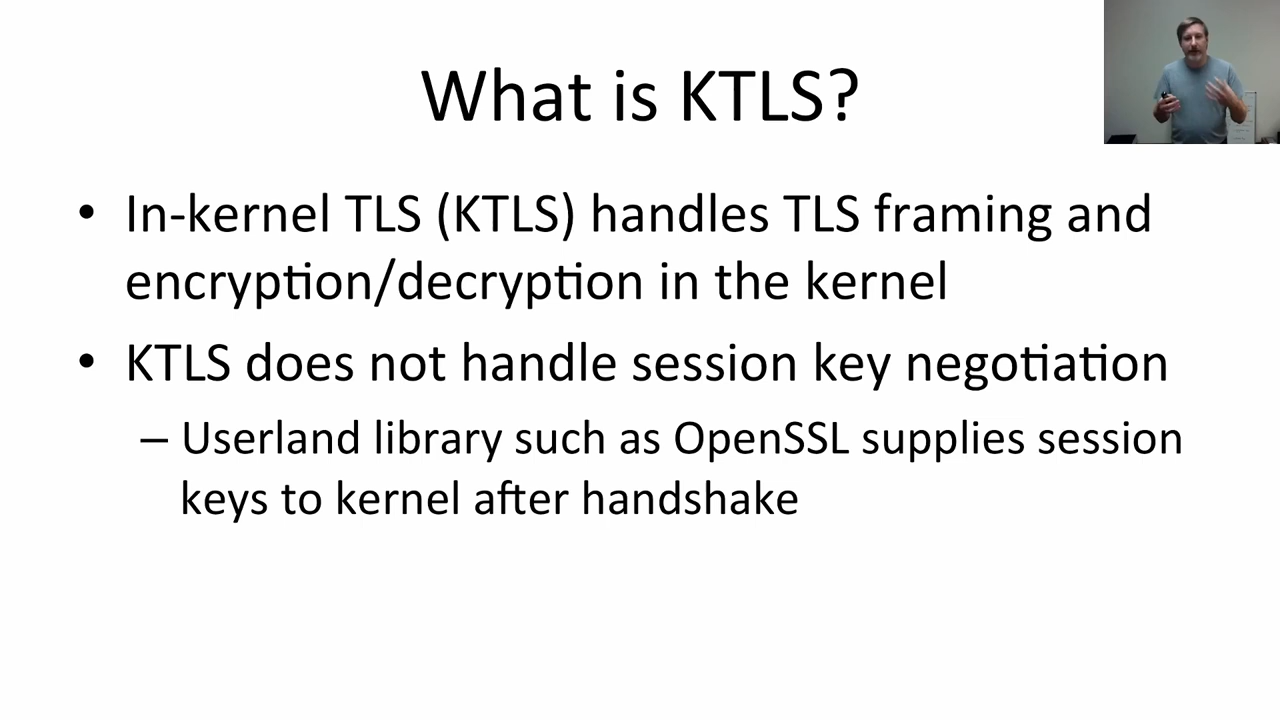 What is KTLS?
• In-kernel TLS (KTLS) handles TLS framing and
encryption/decryption in the kernel
• KTLS does not handle session key negotiation
– Userland library such as OpenSSL supplies session
keys to kernel after handshake